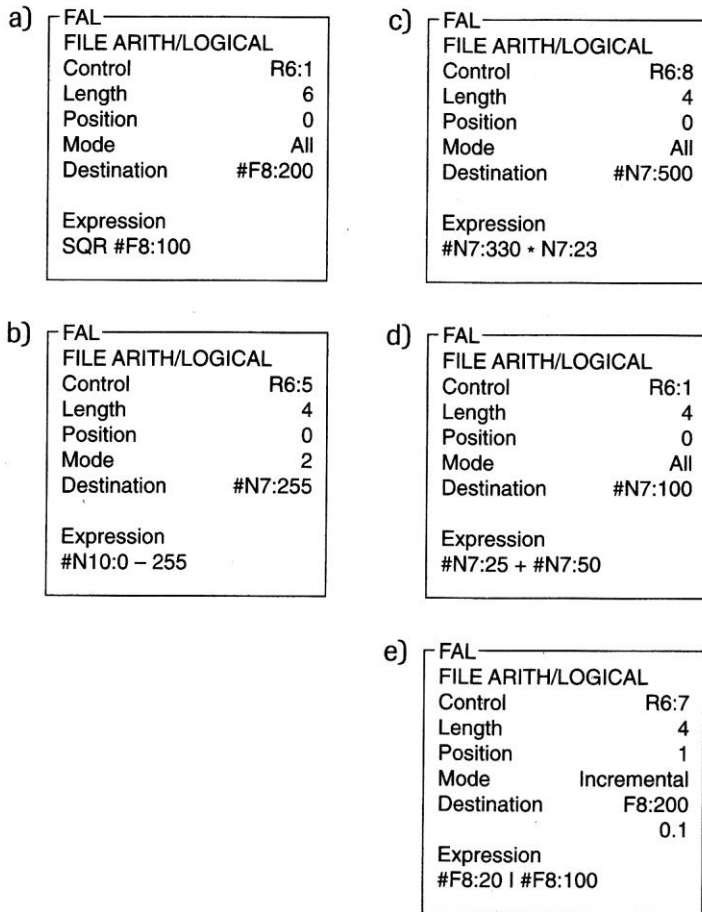 a)
FAL
FILE ARITH/LOGICAL
Control R6:1
Length 6
Position 0
Mode All
Destination #F8:200
Expression
SQR #F8:100
b)
FAL
FILE ARITH/LOGICAL
Control R6:5
Length 4
Position 0
Mode 2
Destination #N7:255
Expression
#N10:0 – 255
c)
FAL
FILE ARITH/LOGICAL
Control R6:8
Length 4
Position 0
Mode All
Destination #N7:500
Expression
#N7:330 * N7:23
d)
FAL
FILE ARITH/LOGICAL
Control R6:1
Length 4
Position 0
Mode All
Destination #N7:100
Expression
#N7:25 + #N7:50
e)
FAL
FILE ARITH/LOGICAL
Control R6:7
Length 4
Position 1
Mode Incremental
Destination F8:200
0.1
Expression
#F8:20 | #F8:100